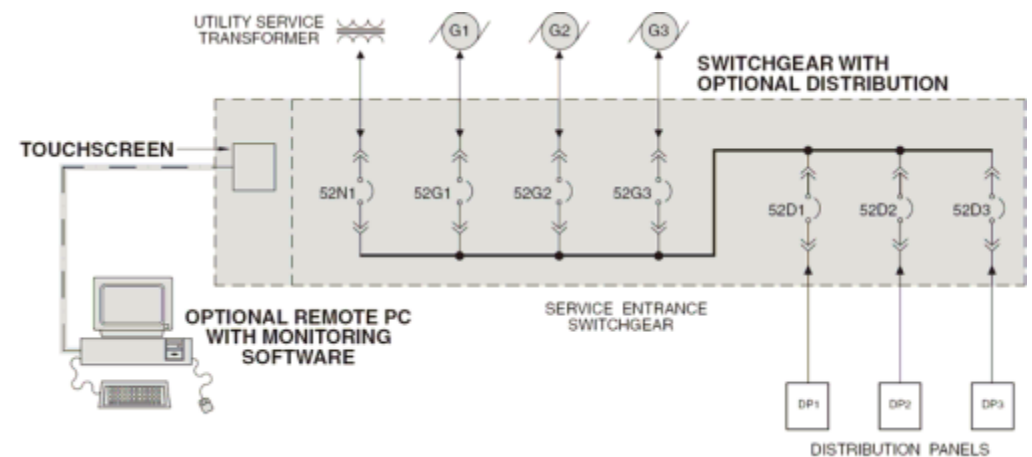 UTILITY SERVICE
TRANSFORMER
G1
G2
G3
SWITCHGEAR WITH
OPTIONAL DISTRIBUTION
TOUCHSCREEN
52N1
52G1
52G2
52G3
52D1
52D2
52D3
OPTIONAL REMOTE PC
WITH MONITORING
SOFTWARE
SERVICE ENTRANCE
SWITCHGEAR
DP1
DP2
DP3
DISTRIBUTION PANELS